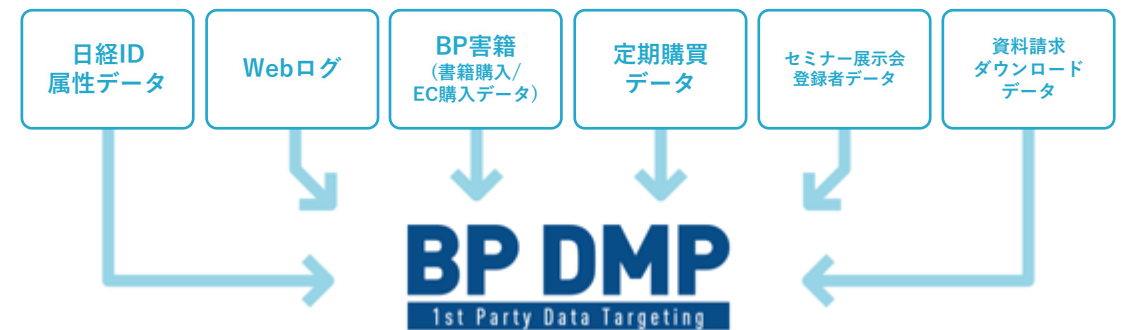 日経ID
属性データ
Webログ
BP害籍
(書籍購入/
EC購入データ)
定期購買
データ
セミナー展示会
登録者データ
資料請求
ダウンロード
データ
BP DMP
1st Party Data Targeting